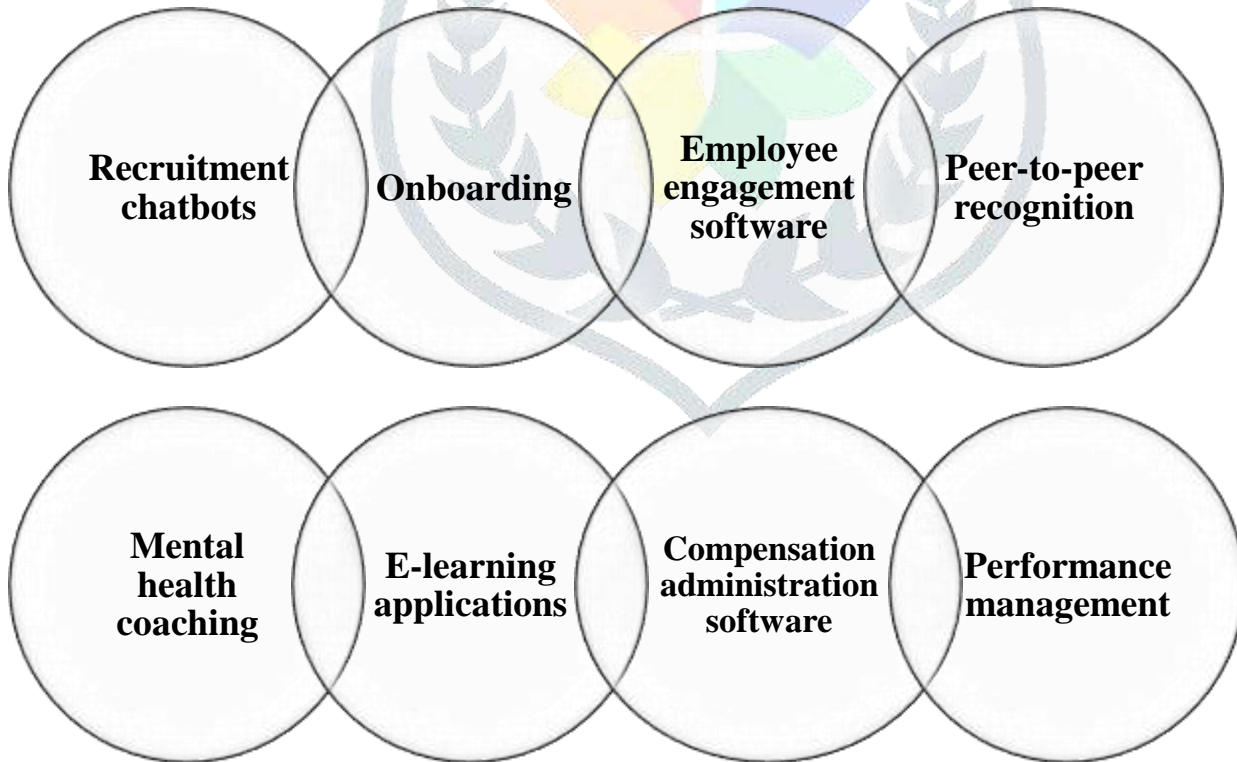 Recruitment
chatbots
Onboarding
Employee
engagement
software
Peer-to-peer
recognition
Mental
health
coaching
E-learning
applications
Compensation
administration
software
Performance
management